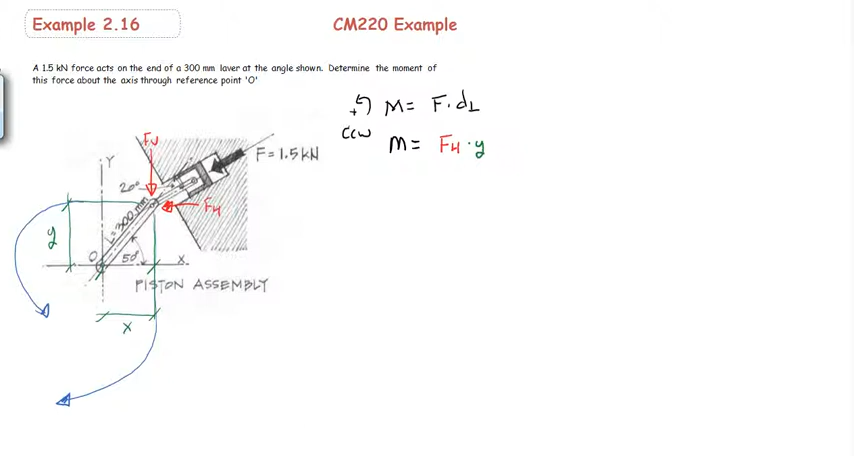 Example 2.16
CM220 Example
A 1.5 kN force acts on the end of a 300 mm laver at the angle shown. Determine the moment of
this force about the axis through reference point 'O'
↶+ M = F · d⊥
CCW
M = FH · y
FV
Y
F = 1.5 KN
20°
L = 300 mm
FH
y
O
50°
X
PISTON ASSEMBLY
x